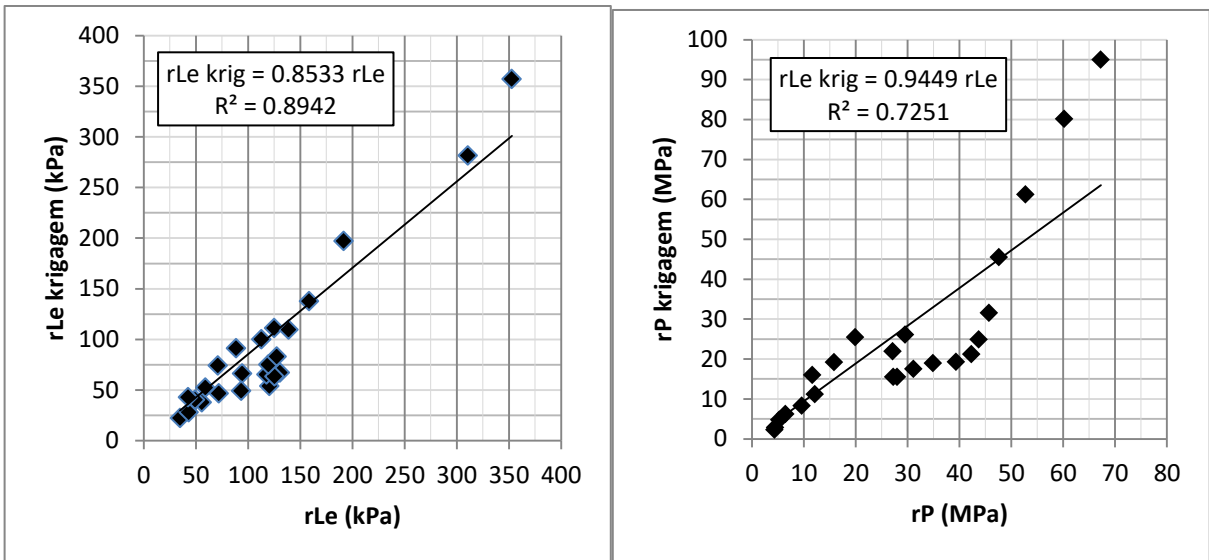 rLe krig = 0.8533 rLe
R² = 0.8942
rLe krigagem (kPa)
400
350
300
250
200
150
100
50
0
0 50 100 150 200 250 300 350 400
rLe (kPa)
rLe krig = 0.9449 rLe
R² = 0.7251
rP krigagem (MPa)
100
90
80
70
60
50
40
30
20
10
0
0 10 20 30 40 50 60 70 80
rP (MPa)